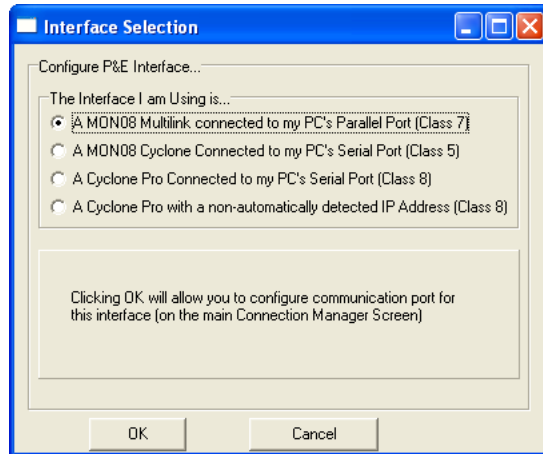 Interface Selection
Configure P&E Interface...
The Interface I am Using is...
A MON08 Multilink connected to my PC's Parallel Port (Class 7)
A MON08 Cyclone Connected to my PC's Serial Port (Class 5)
A Cyclone Pro Connected to my PC's Serial Port (Class 8)
A Cyclone Pro with a non-automatically detected IP Address (Class 8)
Clicking OK will allow you to configure communication port for
this interface (on the main Connection Manager Screen)
OK
Cancel